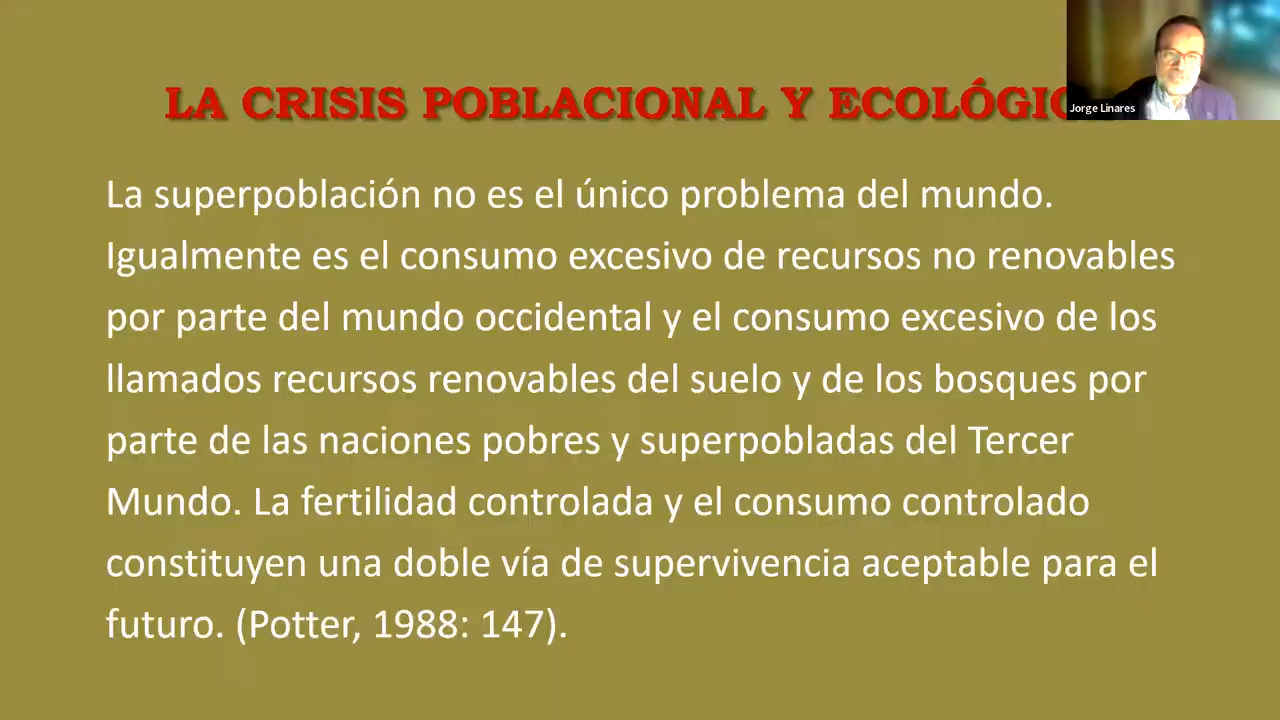 LA CRISIS POBLACIONAL Y ECOLÓGIC
Jorge Linares
La superpoblación no es el único problema del mundo.
Igualmente es el consumo excesivo de recursos no renovables
por parte del mundo occidental y el consumo excesivo de los
llamados recursos renovables del suelo y de los bosques por
parte de las naciones pobres y superpobladas del Tercer
Mundo. La fertilidad controlada y el consumo controlado
constituyen una doble vía de supervivencia aceptable para el
futuro. (Potter, 1988: 147).